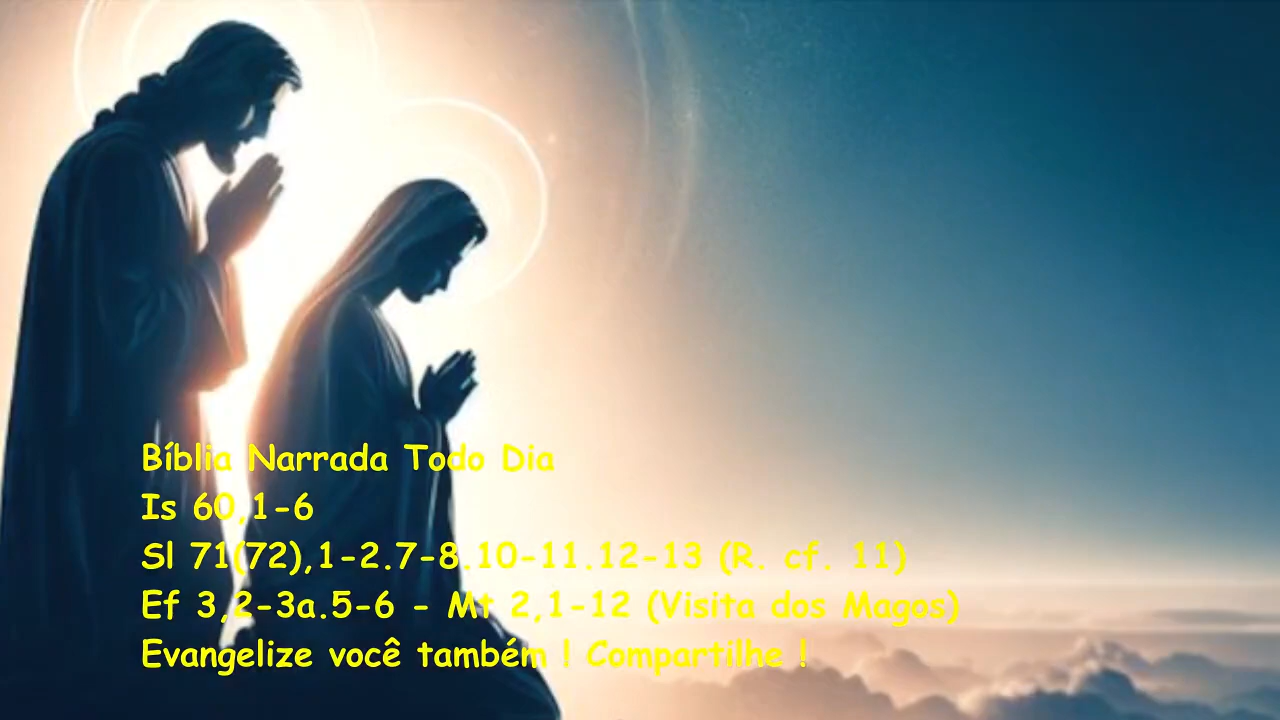 Bíblia Narrada Todo Dia
Is 60,1-6
Sl 71(72),1-2.7-8.10-11.12-13 (R. cf. 11)
Ef 3,2-3a.5-6 - Mt 2,1-12 (Visita dos Magos)
Evangelize você também ! Compartilhe !